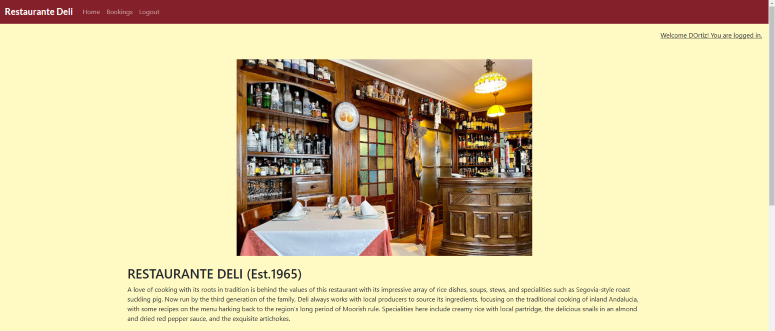 Restaurante Deli Home Bookings Logout
Welcome DOrtiz! You are logged in.
RESTAURANTE DELI (Est.1965)
A love of cooking with its roots in tradition is behind the values of this restaurant with its impressive array of rice dishes, soups, stews, and specialities such as Segovia-style roast
suckling pig. Now run by the third generation of the family. Deli always works with local producers to source its ingredients, focusing on the traditional cooking of inland Andalucia,
with some recipes on the menu harking back to the region's long period of Moorish rule. Specialities here include creamy rice with local partridge, the delicious snails in an almond
and dried red pepper sauce, and the exquisite artichokes.